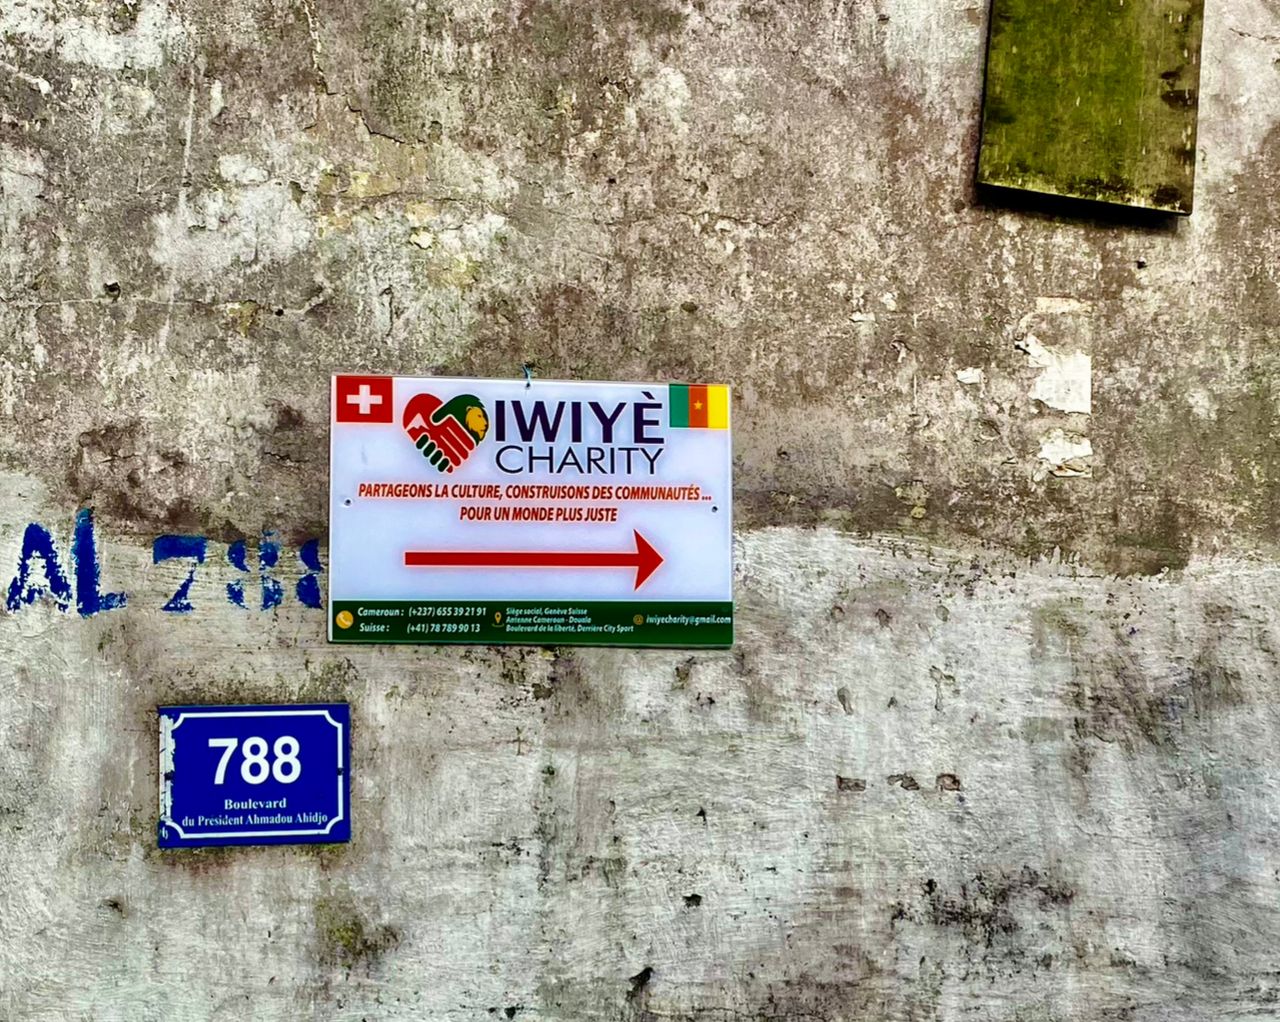 IWIYÈ
CHARITY
PARTAGEONS LA CULTURE, CONSTRUISONS DES COMMUNAUTÉS ...
POUR UN MONDE PLUS JUSTE
Cameroun : (+237) 655 39 21 91
Suisse : (+41) 78 789 90 13
Siège social, Genève Suisse
Antenne Cameroun - Douala
Boulevard de la liberté, Derrière City Sport
@ iwiyecharity@gmail.com
AL 788
788
Boulevard
du Président Ahmadou Ahidjo